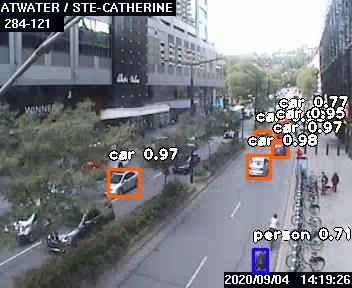 ATWATER / STE-CATHERINE
284-121
WINNERS
car 0.77
car 0.95
car 0.97
car 0.98
car 0.97
person 0.71
2020/09/04 14:19:26